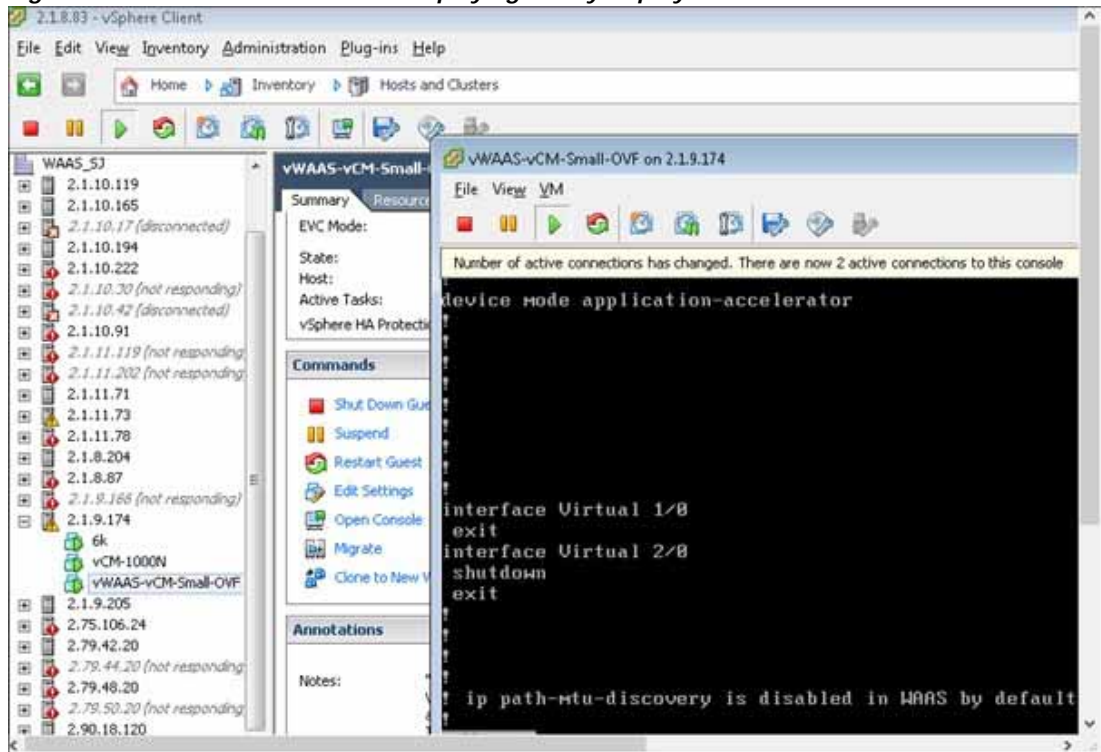 2.1.8.83 - vSphere Client
File Edit View Inventory Administration Plug-ins Help
Home Inventory Hosts and Clusters
WAAS_SJ
2.1.10.119
2.1.10.165
2.1.10.17 (disconnected)
2.1.10.194
2.1.10.222
2.1.10.30 (not responding)
2.1.10.42 (disconnected)
2.1.10.91
2.1.11.119 (not responding
2.1.11.202 (not responding
2.1.11.71
2.1.11.73
2.1.11.78
2.1.8.204
2.1.8.87
2.1.9.166 (not responding)
2.1.9.174
6k
vCM-1000N
vWAAS-vCM-Small-OVF
2.1.9.205
2.75.106.24
2.79.42.20
2.79.44.20 (not responding
2.79.48.20
2.79.50.20 (not responding
2.90.18.120
vWAAS-vCM-Small-
Summary Resource
EVC Mode:
State:
Host:
Active Tasks:
vSphere HA Protecti
Commands
Shut Down Gue
Suspend
Restart Guest
Edit Settings
Open Console
Migrate
Clone to New V
Annotations
Notes:
vWAAS-vCM-Small-OVF on 2.1.9.174
File View VM
Number of active connections has changed. There are now 2 active connections to this console
device mode application-accelerator
!
!
!
!
!
!
!
!
!
interface Virtual 1/0
exit
interface Virtual 2/0
shutdown
exit
!
!
!
!
! ip path-mtu-discovery is disabled in WAAS by default
!